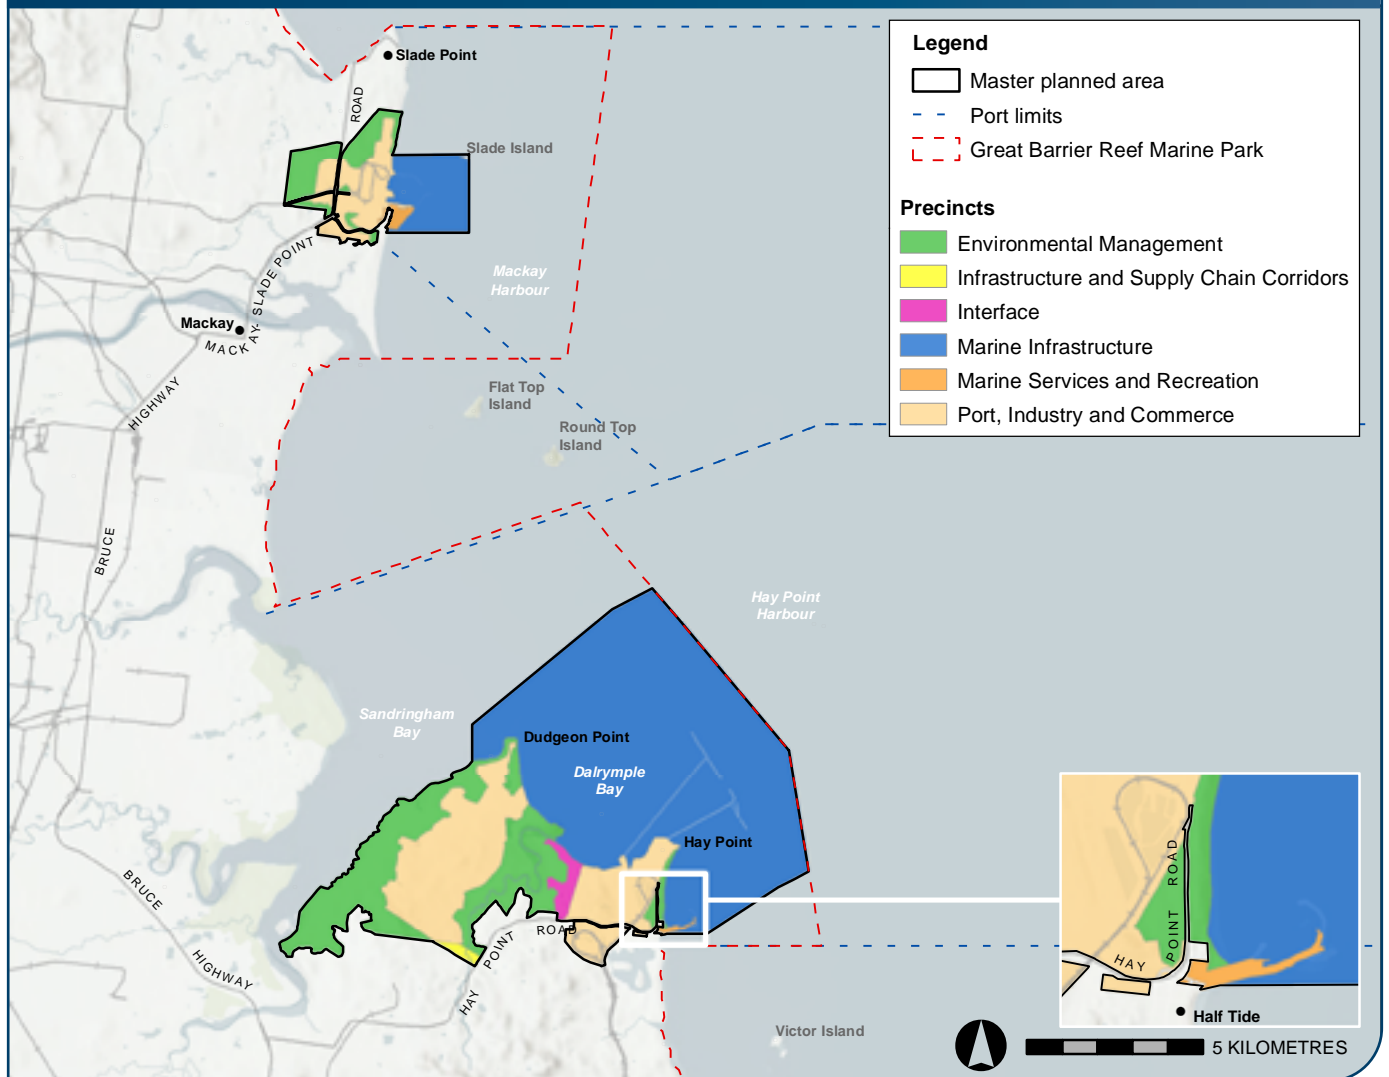 Legend
Master planned area
Port limits
Great Barrier Reef Marine Park
Precincts
Environmental Management
Infrastructure and Supply Chain Corridors
Interface
Marine Infrastructure
Marine Services and Recreation
Port, Industry and Commerce
Slade Point
ROAD
Slade Island
MACKAY- SLADE POINT
Mackay
Harbour
Mackay
HIGHWAY
Flat Top
Island
Round Top
Island
BRUCE
Hay Point
Harbour
Sandringham
Bay
Dudgeon Point
Dalrymple
Bay
Hay Point
BRUCE
HIGHWAY
HAY POINT ROAD
Victor Island
HAY POINT ROAD
Half Tide
5 KILOMETRES